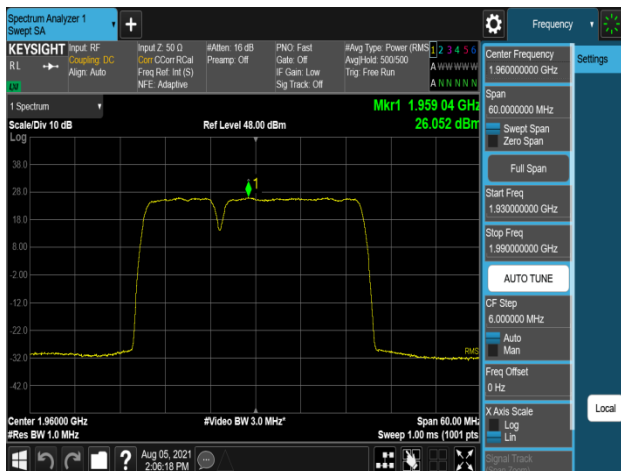 Spectrum Analyzer 1
Swept SA
Frequency
KEYSIGHT
RL
LXI
Input: RF
Coupling: DC
Align: Auto
Input Z: 50 Ω
Corr CCorr RCal
Freq Ref: Int (S)
NFE: Adaptive
#Atten: 16 dB
Preamp: Off
PNO: Fast
Gate: Off
IF Gain: Low
Sig Track: Off
#Avg Type: Power (RMS
Avg|Hold: 500/500
Trig: Free Run
1 2 3 4 5 6
A W W W W W
A N N N N N
1 Spectrum
Scale/Div 10 dB
Log
Ref Level 48.00 dBm
Mkr1 1.959 04 GHz
26.052 dBm
38.0
28.0
18.0
8.00
-2.00
-12.0
-22.0
-32.0
-42.0
1
RMS
Center 1.96000 GHz
#Res BW 1.0 MHz
#Video BW 3.0 MHz*
Span 60.00 MHz
Sweep 1.00 ms (1001 pts
Center Frequency
1.960000000 GHz
Span
60.0000000 MHz
Swept Span
Zero Span
Full Span
Start Freq
1.930000000 GHz
Stop Freq
1.990000000 GHz
AUTO TUNE
CF Step
6.000000 MHz
Auto
Man
Freq Offset
0 Hz
X Axis Scale
Log
Lin
Signal Track
Settings
Local
?
Aug 05, 2021
2:06:18 PM